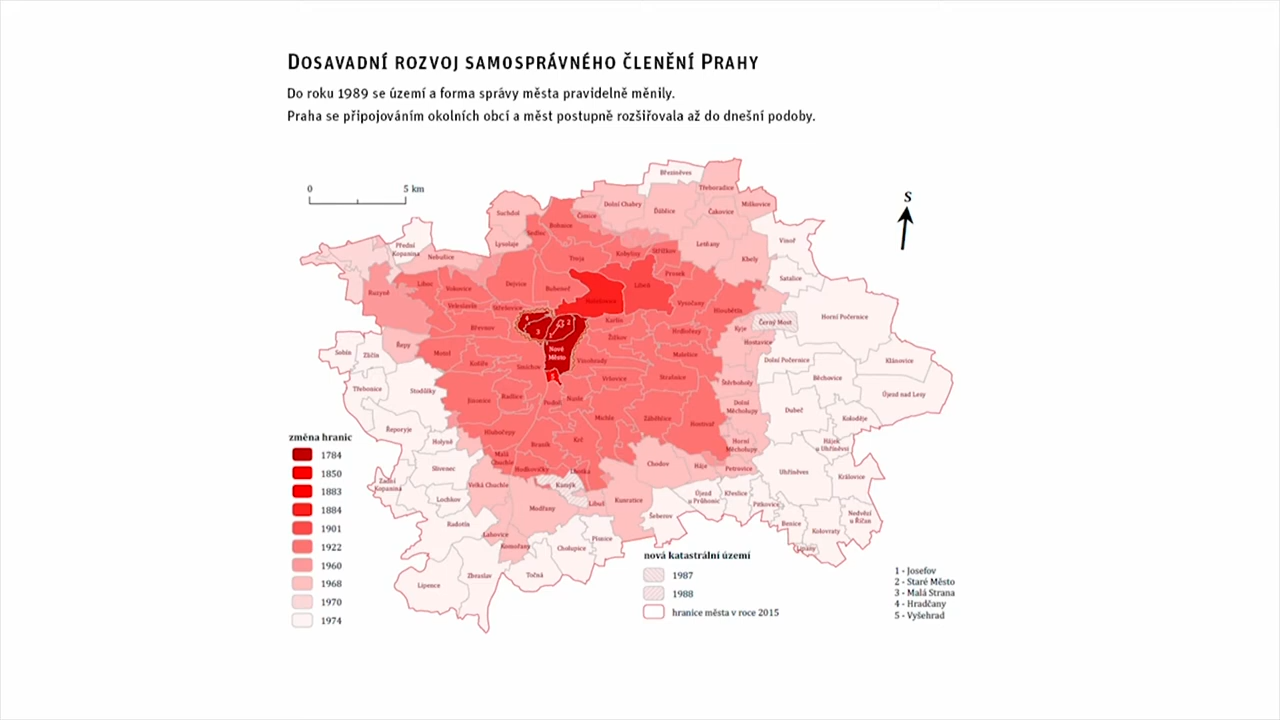 DOSAVADNÍ ROZVOJ SAMOSPRÁVNÉHO ČLENĚNÍ PRAHY
Do roku 1989 se území a forma správy města pravidelně měnily.
Praha se připojováním okolních obcí a měst postupně rozšiřovala až do dnešní podoby.
0 5 km
S
Březiněves
Třeboradice
Miškovice
Dolní Chabry
Ďáblice
Čakovice
Suchdol
Čimice
Bohnice
Sedlec
Lysolaje
Přední
Kopanina
Nebušice
Troja
Kobylisy
Střížkov
Letňany
Kbely
Vinoř
Satalice
Ruzyně
Liboc
Vokovice
Dejvice
Bubeneč
Holešovice
Libeň
Prosek
Vysočany
Hloubětín
Veleslavín
Střešovice
Horní Počernice
Břevnov
4
3
2
1
Karlín
Žižkov
Hrdlořezy
Kyje
Černý Most
Hostavice
Sobín
Zličín
Řepy
Motol
Košíře
Smíchov
Nové
Město
Vinohrady
Malešice
Dolní Počernice
Klánovice
Třebonice
Stodůlky
5
Vršovice
Strašnice
Štěrboholy
Běchovice
Újezd nad Lesy
Jinonice
Radlice
Podolí
Nusle
Michle
Záběhlice
Hostivař
Dolní
Měcholupy
Dubeč
Koloděje
Řeporyje
Holyně
Hlubočepy
Braník
Krč
Horní
Měcholupy
Hájek
u Uhříněvsi
Slivenec
Malá
Chuchle
Hodkovičky
Lhotka
Chodov
Háje
Petrovice
Uhříněves
Královice
Zadní
Kopanina
Lochkov
Velká Chuchle
Kamýk
Modřany
Libuš
Kunratice
Újezd
u Průhonic
Křeslice
Pitkovice
Nedvězí
u Říčan
Radotín
Lahovice
Komořany
Cholupice
Písnice
Šeberov
Benice
Kolovraty
Lipany
Lipence
Zbraslav
Točná
změna hranic
1784
1850
1883
1884
1901
1922
1960
1968
1970
1974
nová katastrální území
1987
1988
hranice města v roce 2015
1 - Josefov
2 - Staré Město
3 - Malá Strana
4 - Hradčany
5 - Vyšehrad